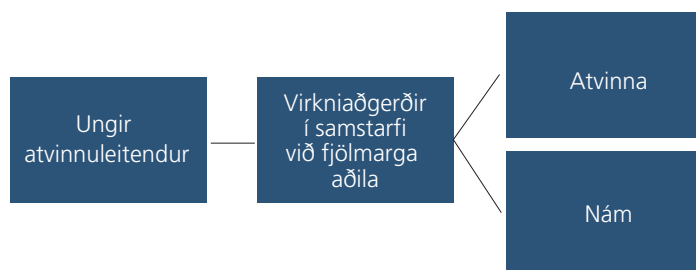 Ungir
atvinnuleitendur
Virkniaðgerðir
í samstarfi
við fjölmarga
aðila
Atvinna
Nám